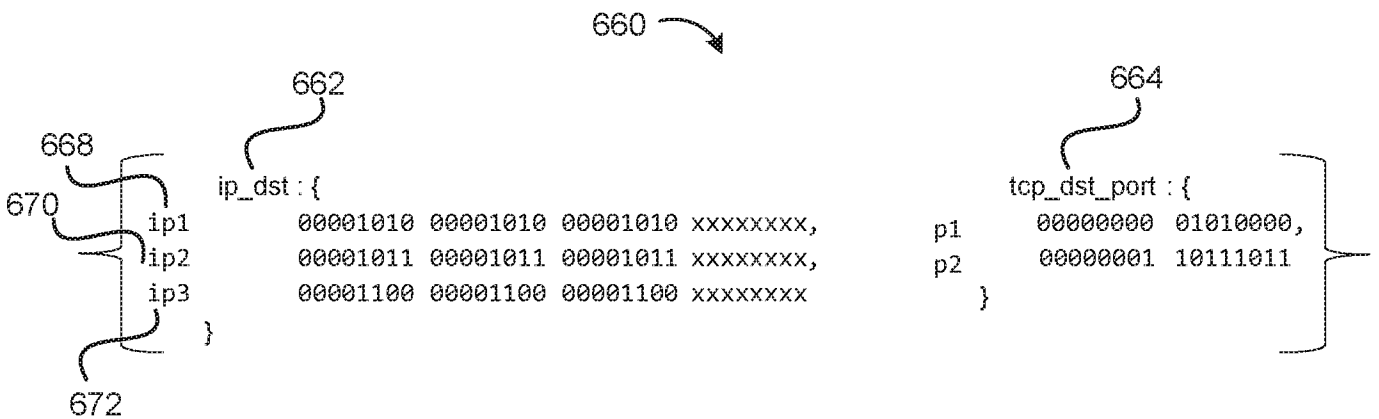 660
662
664
668
ip_dst : {
tcp_dst_port : {
670
ip1 00001010 00001010 00001010 xxxxxxxx,
p1 00000000 01010000,
ip2 00001011 00001011 00001011 xxxxxxxx,
p2 00000001 10111011
ip3 00001100 00001100 00001100 xxxxxxxx
}
}
672